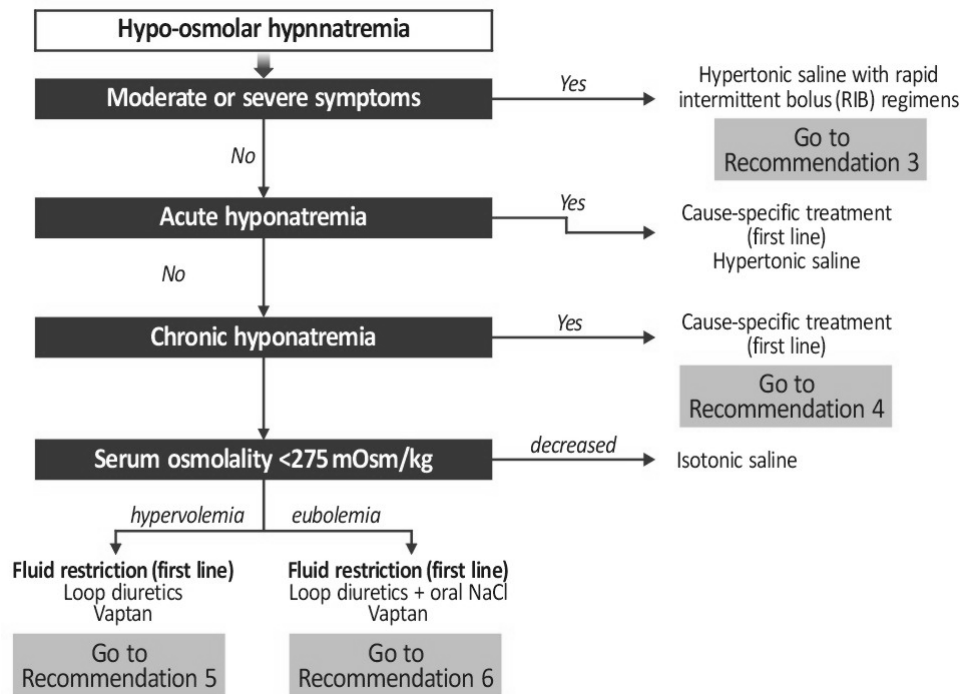 Hypo-osmolar hypnnatremia
Moderate or severe symptoms
Yes
Hypertonic saline with rapid
intermittent bolus (RIB) regimens
Go to
Recommendation 3
No
Acute hyponatremia
Yes
Cause-specific treatment
(first line)
Hypertonic saline
No
Chronic hyponatremia
Yes
Cause-specific treatment
(first line)
Go to
Recommendation 4
Serum osmolality <275 mOsm/kg
decreased
Isotonic saline
hypervolemia
eubolemia
Fluid restriction (first line)
Loop diuretics
Vaptan
Go to
Recommendation 5
Fluid restriction (first line)
Loop diuretics + oral NaCl
Vaptan
Go to
Recommendation 6